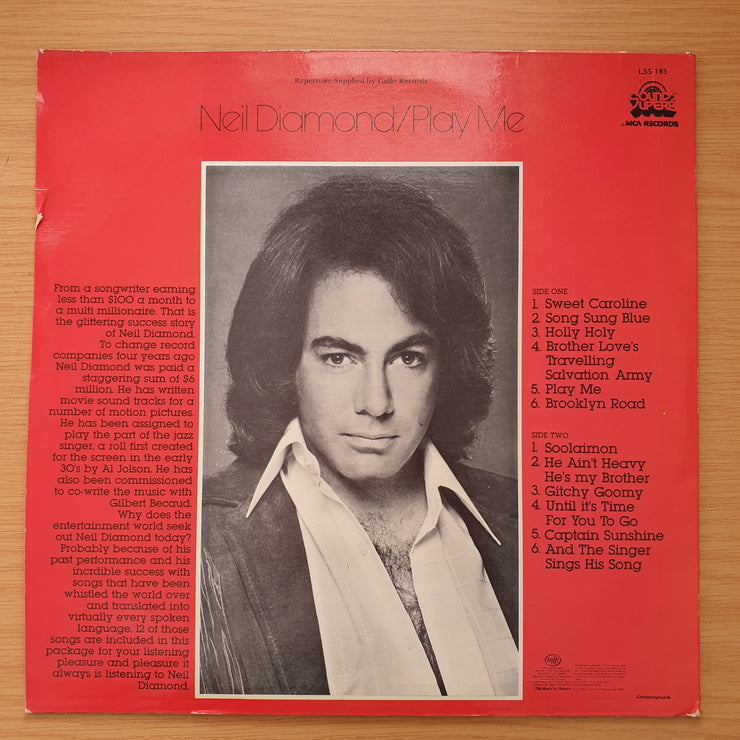 Repertoire Supplied by Gallo Records
LSS 185
SOUND SUPERB
MCA RECORDS
Neil Diamond/Play Me
From a songwriter earning
less than $100 a month to
a multi millionaire. That is
the glittering success story
of Neil Diamond.
To change record
companies four years ago
Neil Diamond was paid a
staggering sum of $6
million. He has written
movie sound tracks for a
number of motion pictures.
He has been assigned to
play the part of the jazz
singer, a roll first created
for the screen in the early
30's by Al Jolson. He has
also been commissioned
to co-write the music with
Gilbert Becaud.
Why does the
entertainment world seek
out Neil Diamond today?
Probably because of his
past performance and his
incrdible success with
songs that have been
whistled the world over
and translated into
virtually every spoken
language. 12 of those
songs are included in this
package for your listening
pleasure and pleasure it
always is listening to Neil
Diamond.
SIDE ONE
1. Sweet Caroline
2. Song Sung Blue
3. Holly Holy
4. Brother Love's
Travelling
Salvation Army
5. Play Me
6. Brooklyn Road
SIDE TWO
1. Soolaimon
2. He Ain't Heavy
He's my Brother
3. Gitchy Goomy
4. Until it's Time
For You To Go
5. Captain Sunshine
6. And The Singer
Sings His Song
mfp
interpak